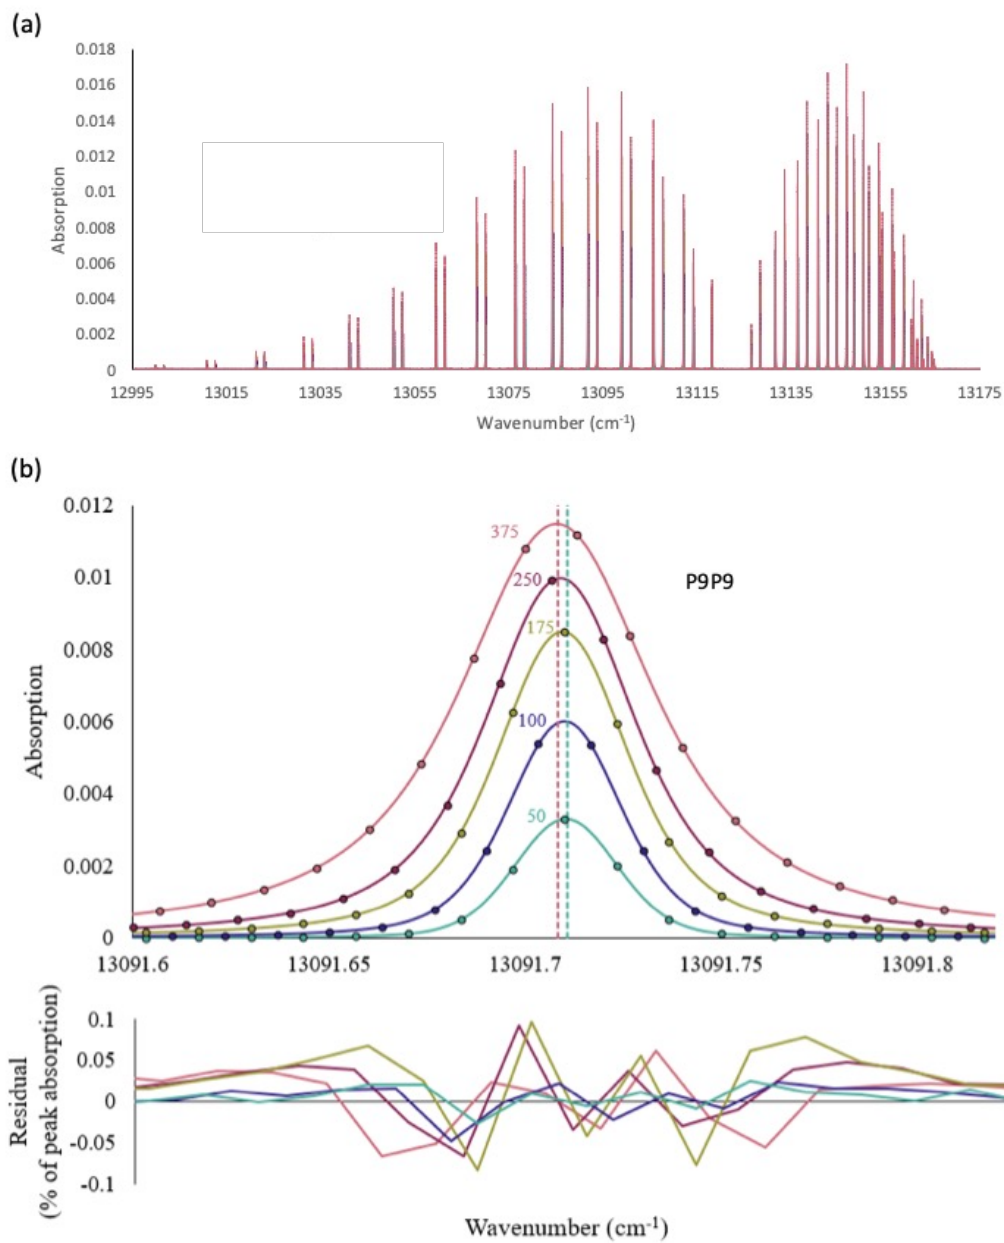 (a)
0.018
0.016
0.014
0.012
0.01
0.008
0.006
0.004
0.002
0
Absorption
12995 13015 13035 13055 13075 13095 13115 13135 13155 13175
Wavenumber (cm-1)
(b)
0.012
0.01
0.008
0.006
0.004
0.002
0
Absorption
375
250
175
100
50
P9P9
13091.6 13091.65 13091.7 13091.75 13091.8
0.1
0.05
0
-0.05
-0.1
Residual
(% of peak absorption)
Wavenumber (cm-1)